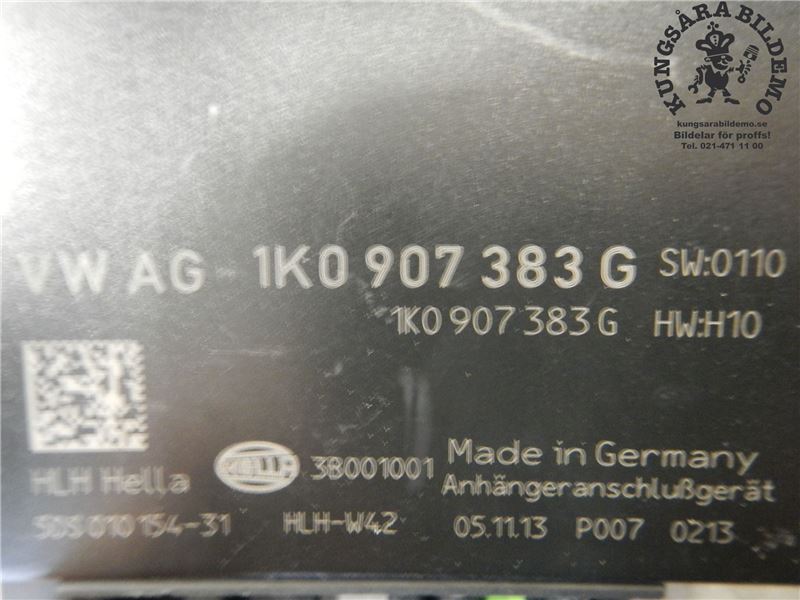 KUNGSÅRA BILDEMO
kungsarabildemo.se
Bildelar för proffs!
Tel. 021-471 11 00
VW AG 1K0 907 383 G SW:0110
1K0 907 383 G HW:H10
HLH Hella HELLA 3B001001 Made in Germany
Anhängeranschlußgerät
5DS 010 154-31 HLH-W42 05.11.13 P007 0213